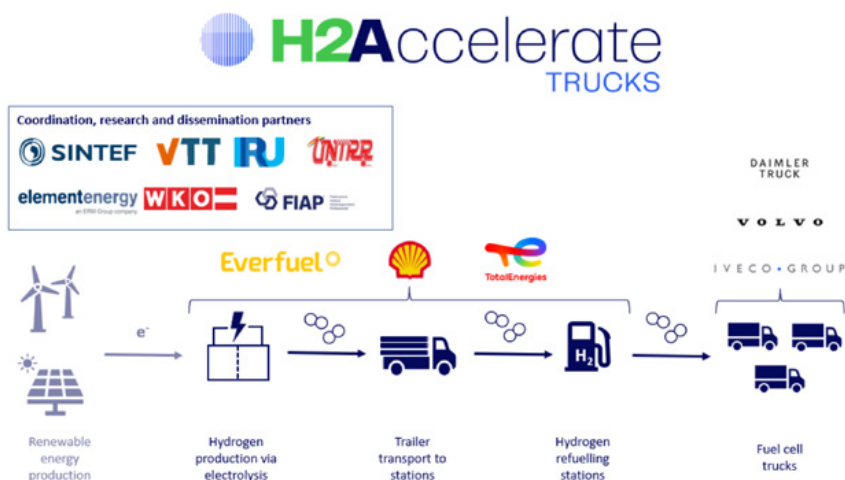 H2Accelerate
TRUCKS
Coordination, research and dissemination partners
SINTEF
VTT
IRU
UNTRR
elementenergy
an ERM Group company
WKO
FIAP
DAIMLER
TRUCK
VOLVO
IVECO • GROUP
Everfuel
TotalEnergies
e-
H2
Renewable
energy
production
Hydrogen
production via
electrolysis
Trailer
transport to
stations
Hydrogen
refuelling
stations
Fuel cell
trucks